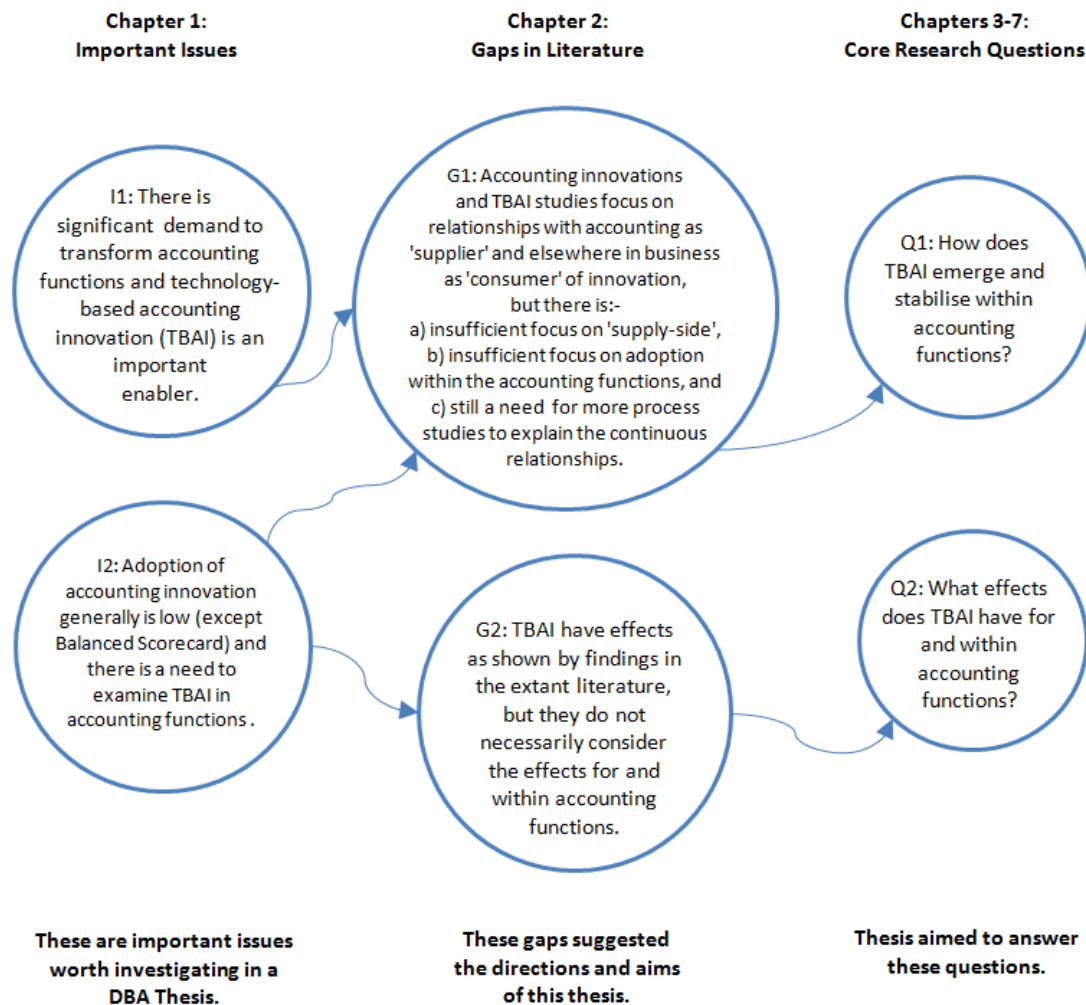 Chapter 1:
Important Issues
Chapter 2:
Gaps in Literature
Chapters 3-7:
Core Research Questions
I1: There is
significant demand to
transform accounting
functions and technology-
based accounting
innovation (TBAI) is an
important
enabler.
I2: Adoption of
accounting innovation
generally is low (except
Balanced Scorecard) and
there is a need to
examine TBAI in
accounting functions .
G1: Accounting innovations
and TBAI studies focus on
relationships with accounting as
'supplier' and elsewhere in business
as 'consumer' of innovation,
but there is:-
a) insufficient focus on 'supply-side',
b) insufficient focus on adoption
within the accounting functions, and
c) still a need for more process
studies to explain the continuous
relationships.
G2: TBAI have effects
as shown by findings in
the extant literature,
but they do not
necessarily consider
the effects for and
within accounting
functions.
Q1: How does
TBAI emerge and
stabilise within
accounting
functions?
Q2: What effects
does TBAI have for
and within
accounting
functions?
These are important issues
worth investigating in a
DBA Thesis.
These gaps suggested
the directions and aims
of this thesis.
Thesis aimed to answer
these questions.